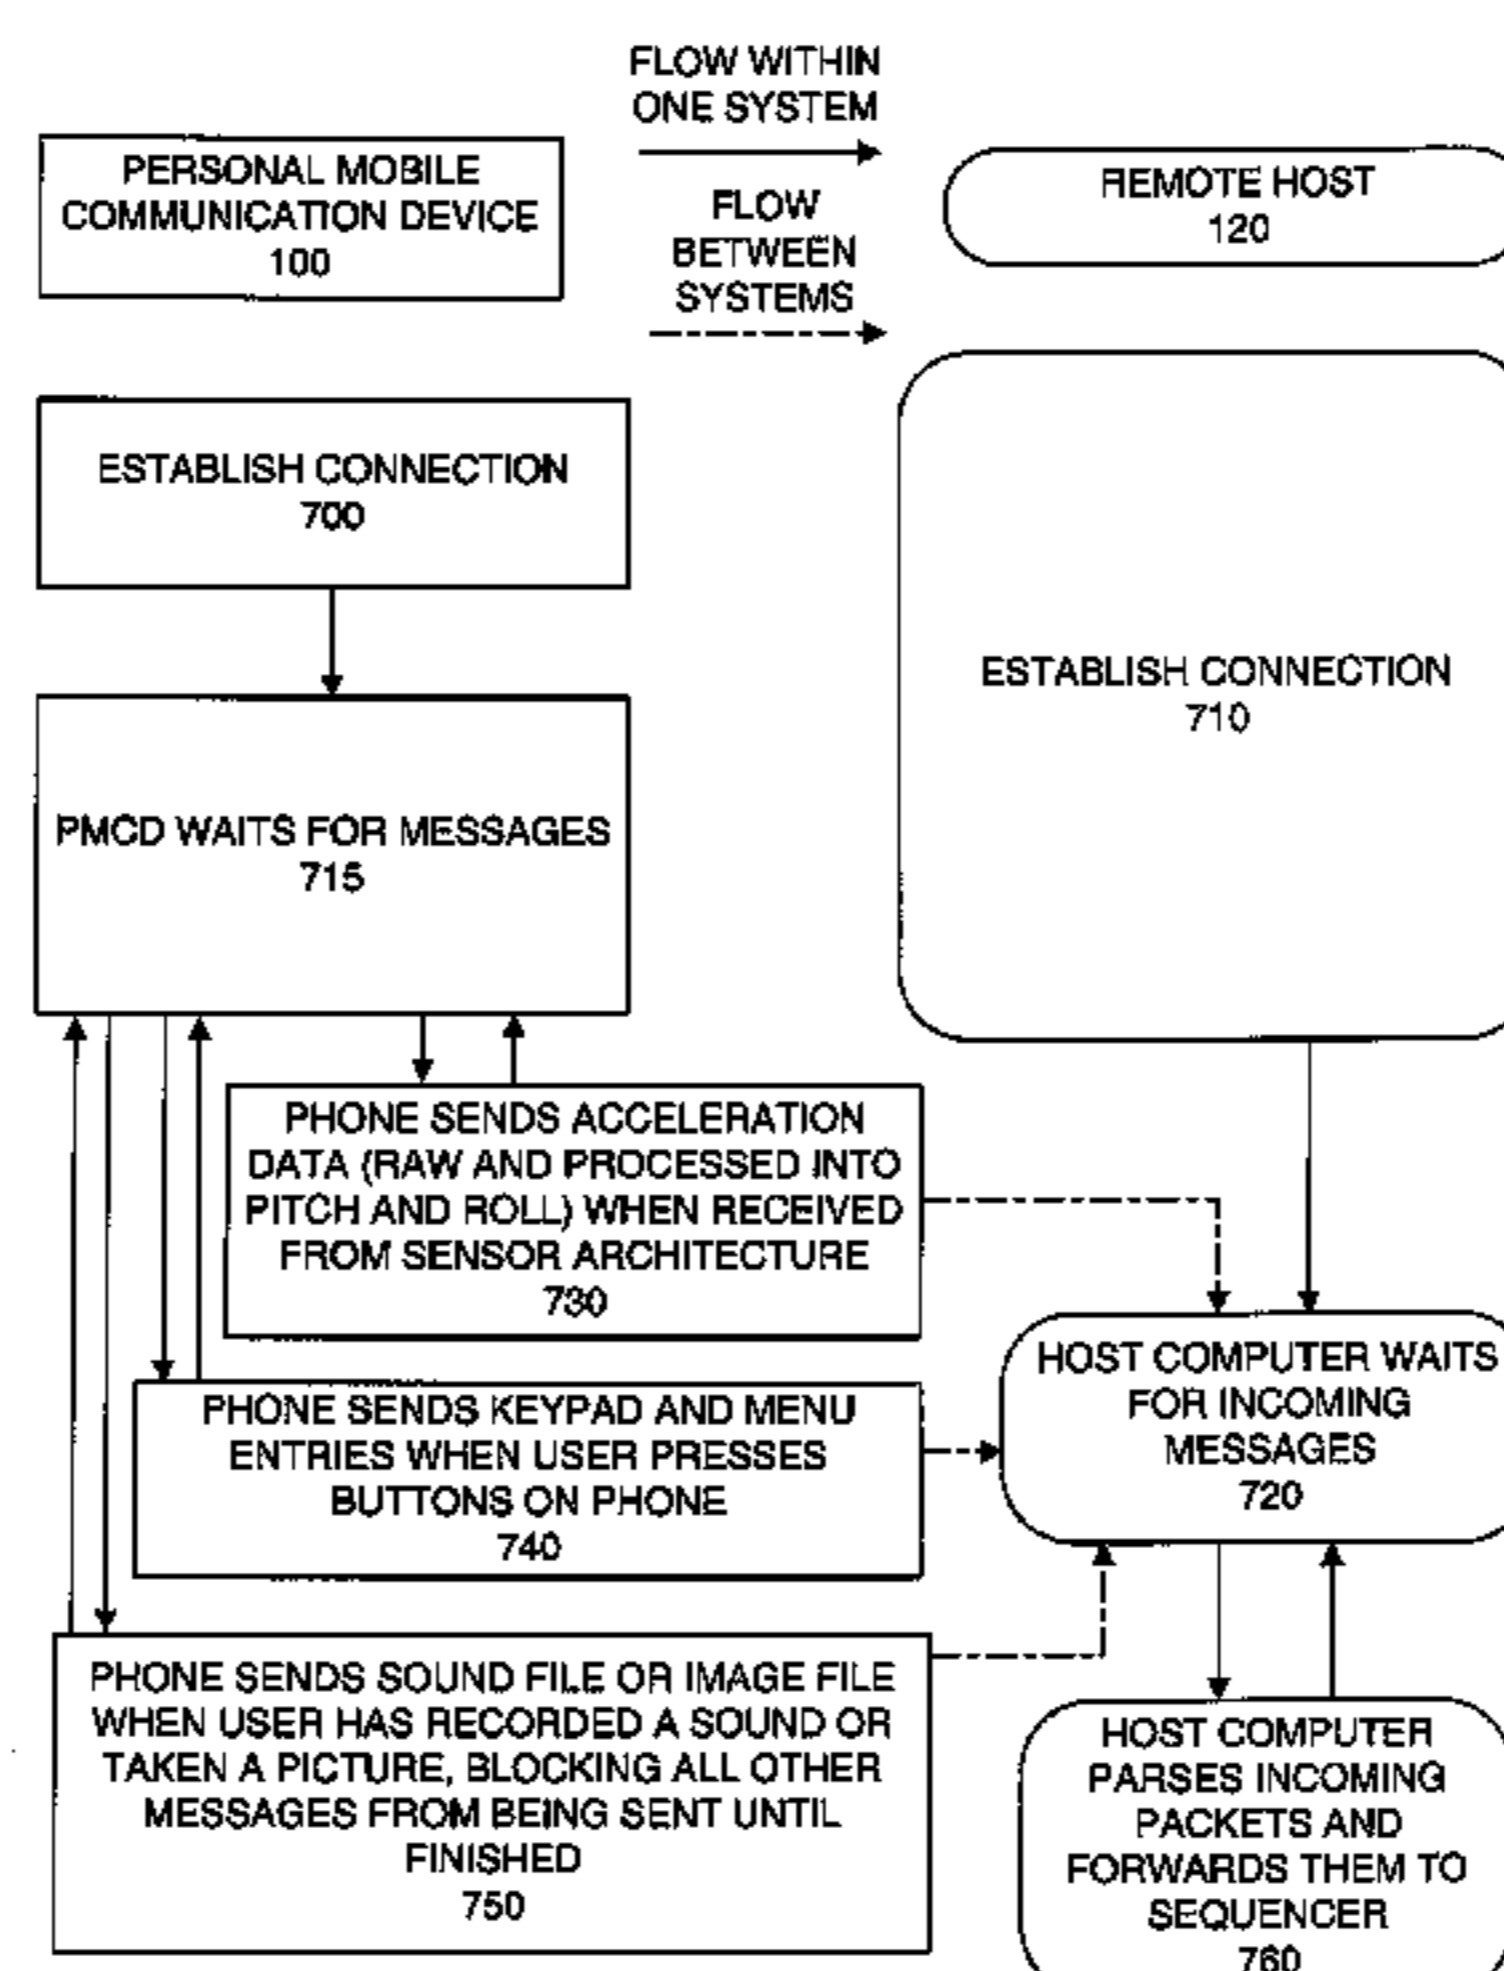 FLOW WITHIN
ONE SYSTEM
PERSONAL MOBILE
COMMUNICATION DEVICE
100
FLOW
BETWEEN
SYSTEMS
REMOTE HOST
120
ESTABLISH CONNECTION
700
ESTABLISH CONNECTION
710
PMCD WAITS FOR MESSAGES
715
PHONE SENDS ACCELERATION
DATA (RAW AND PROCESSED INTO
PITCH AND ROLL) WHEN RECEIVED
FROM SENSOR ARCHITECTURE
730
HOST COMPUTER WAITS
FOR INCOMING
MESSAGES
720
PHONE SENDS KEYPAD AND MENU
ENTRIES WHEN USER PRESSES
BUTTONS ON PHONE
740
PHONE SENDS SOUND FILE OR IMAGE FILE
WHEN USER HAS RECORDED A SOUND OR
TAKEN A PICTURE, BLOCKING ALL OTHER
MESSAGES FROM BEING SENT UNTIL
FINISHED
750
HOST COMPUTER
PARSES INCOMING
PACKETS AND
FORWARDS THEM TO
SEQUENCER
760